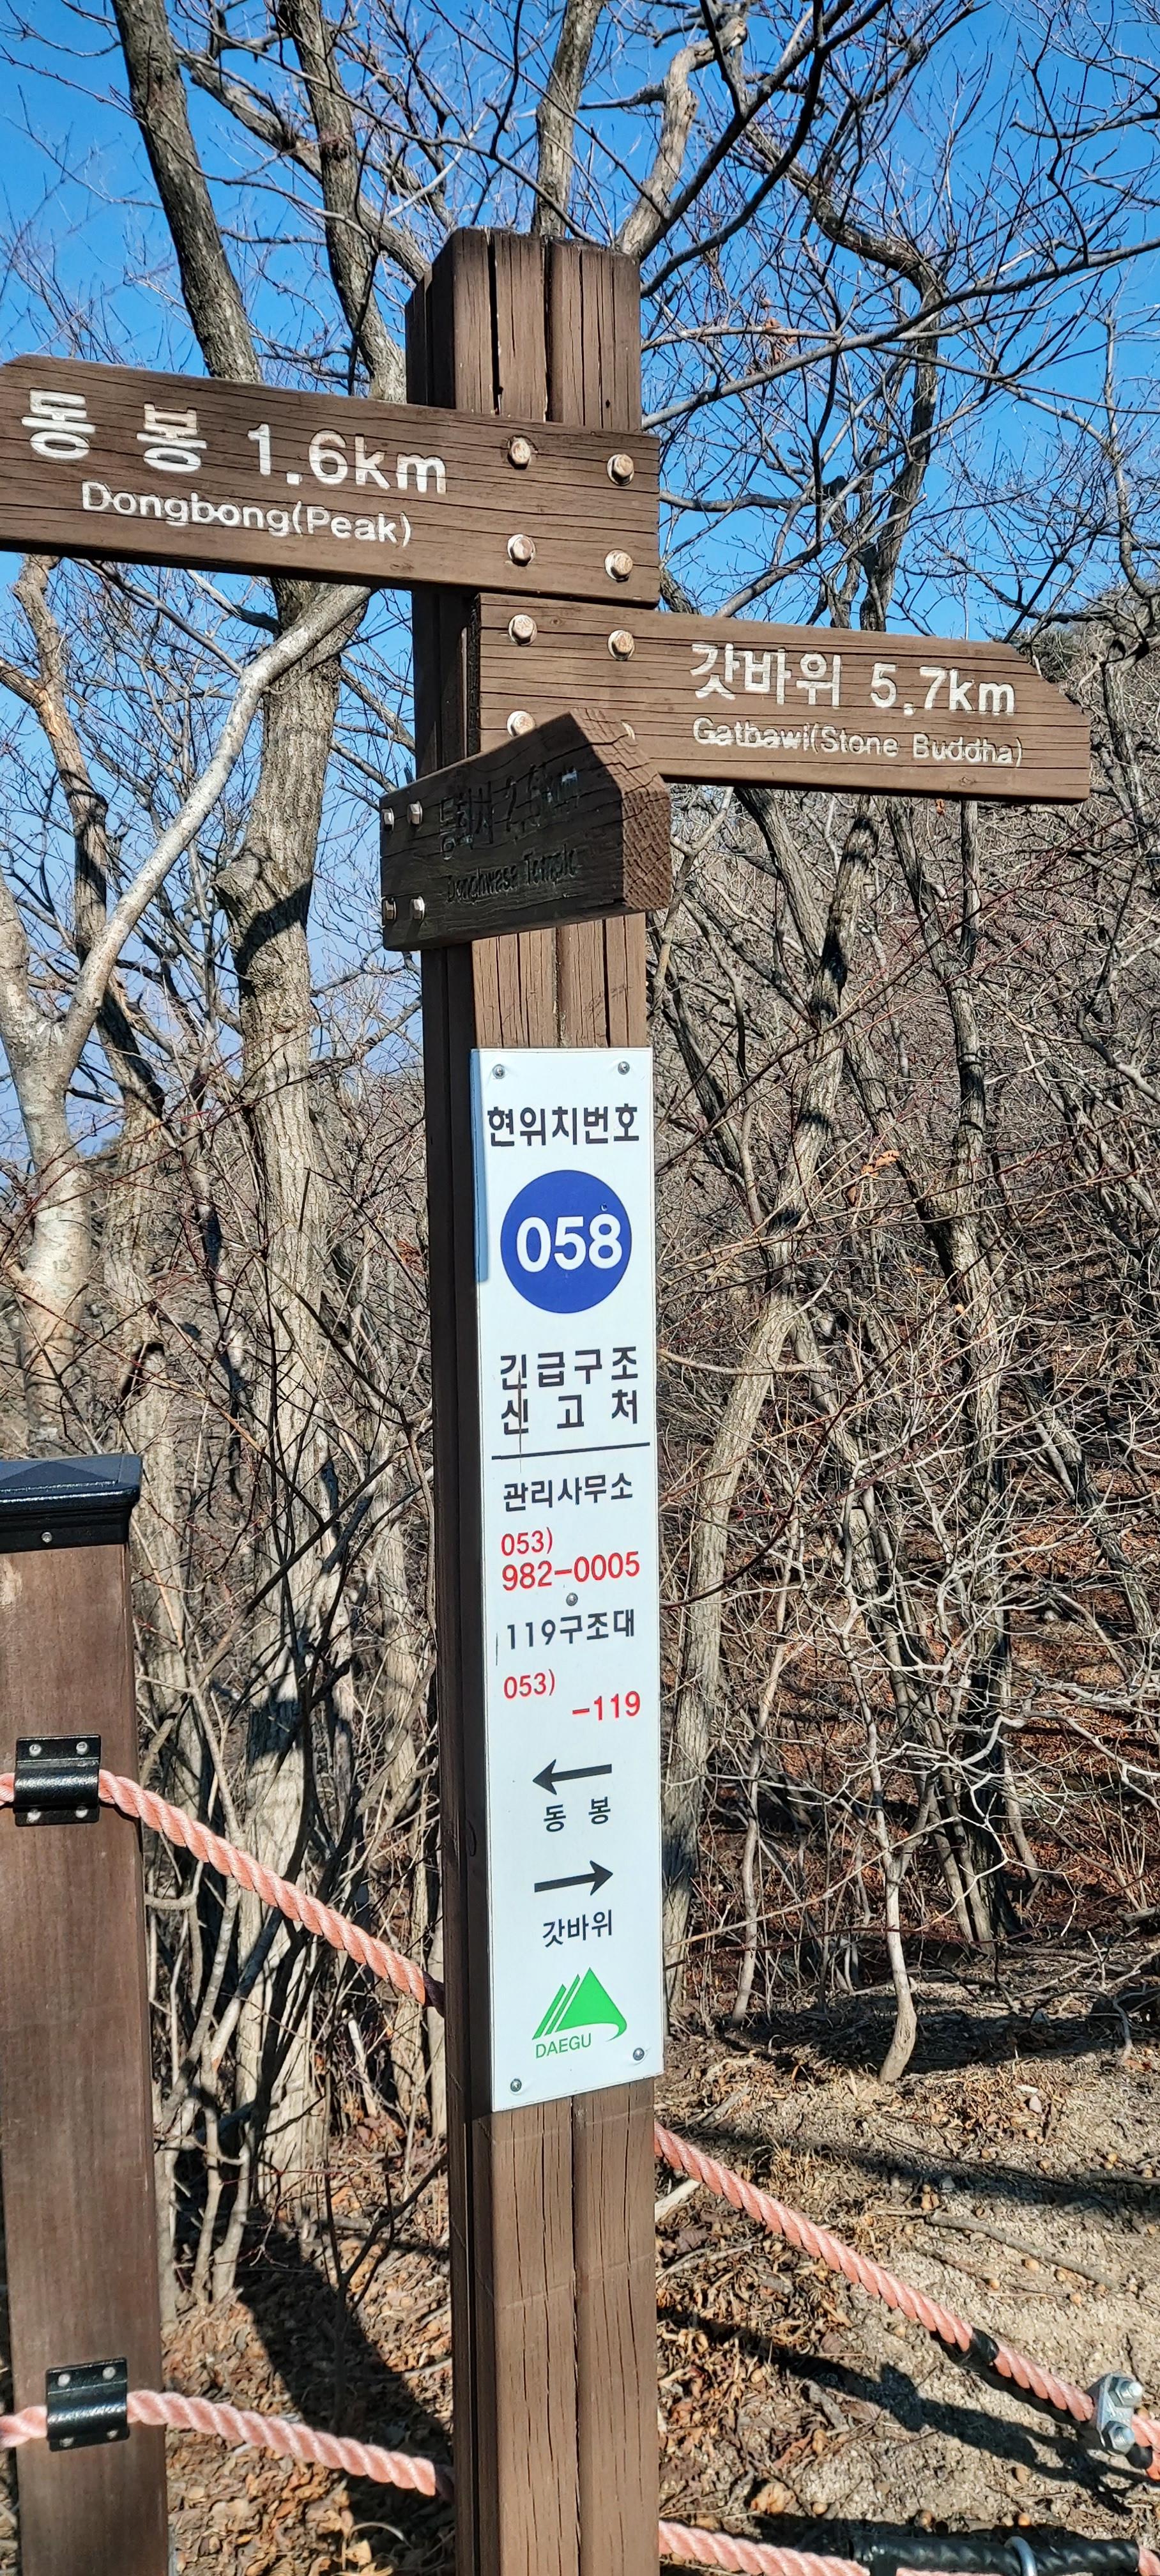 동 봉 1.6km
Dongbong(Peak)
갓바위 5.7km
Gatbawi(Stone Buddha)
Temple
현위치번호
058
긴급구조
신 고 처
관리사무소
053)
982-0005
119구조대
053)
-119
동 봉
갓바위
DAEGU